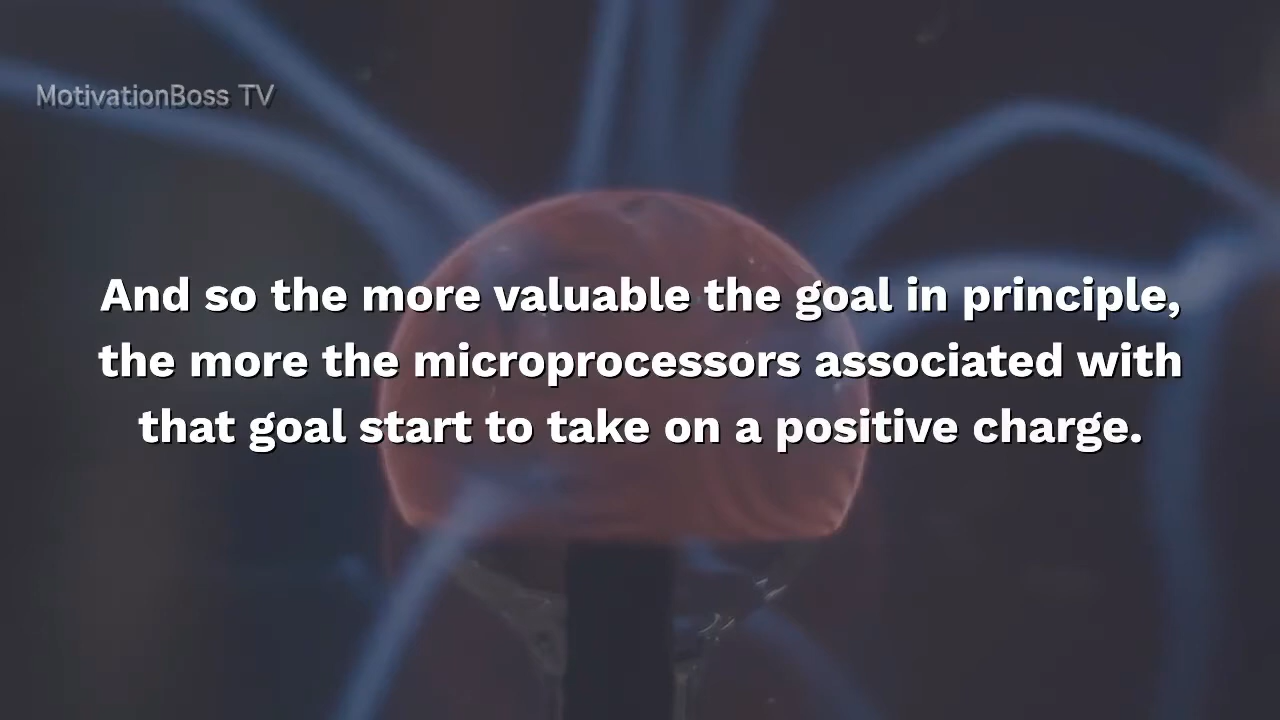 MotivationBoss TV
And so the more valuable the goal in principle,
the more the microprocessors associated with
that goal start to take on a positive charge.